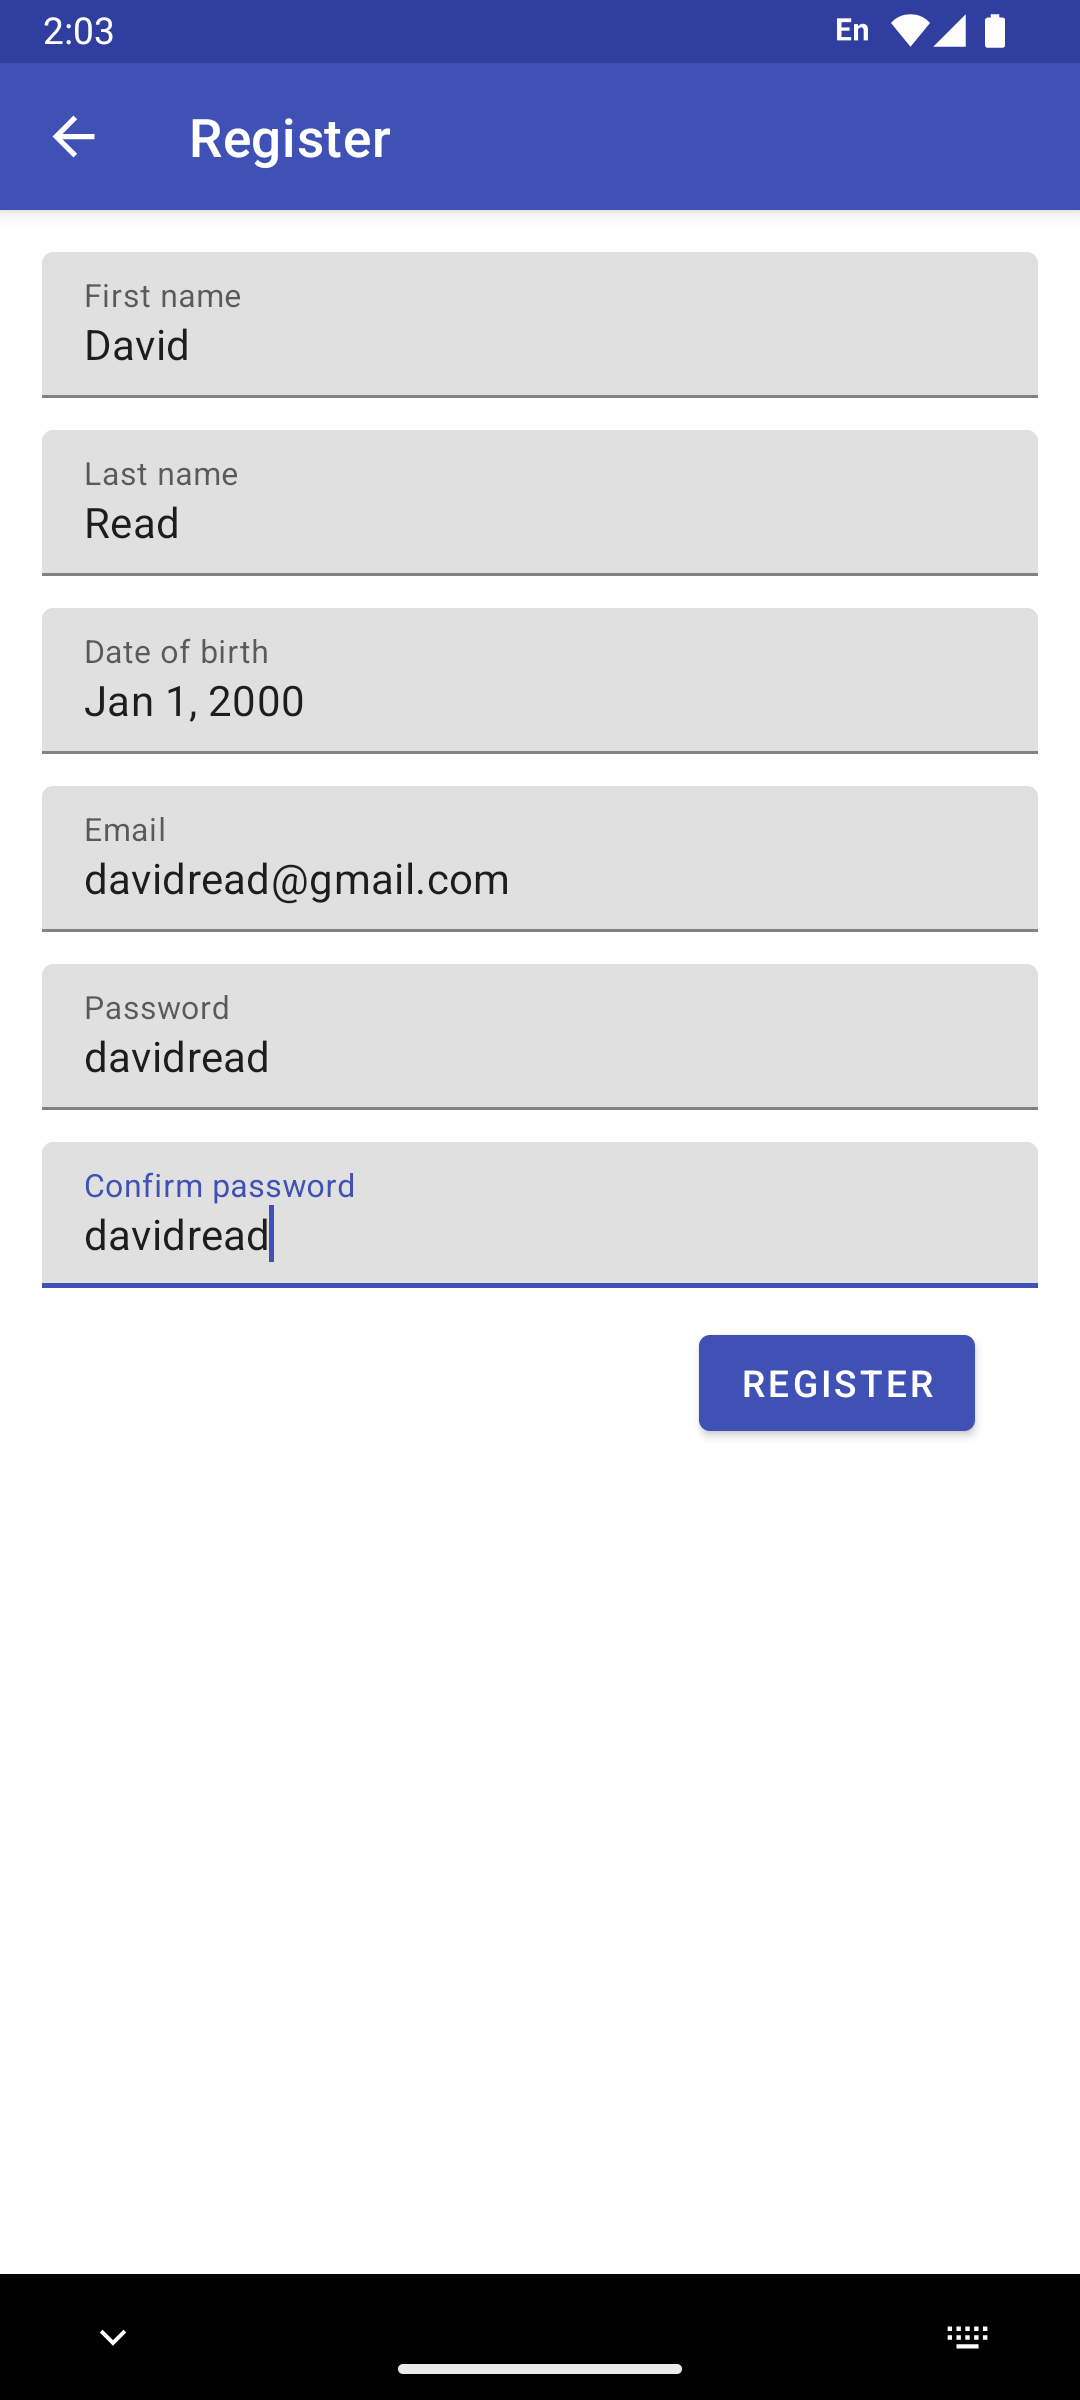 2:03
En
Register
First name
David
Last name
Read
Date of birth
Jan 1, 2000
Email
davidread@gmail.com
Password
davidread
Confirm password
davidread
REGISTER